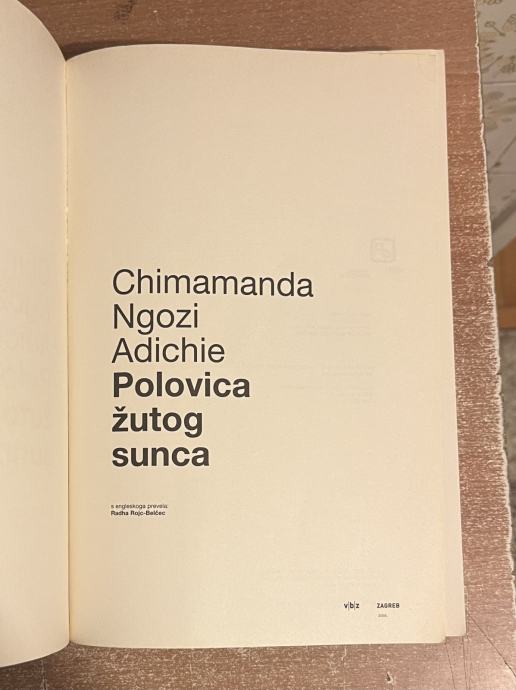 Chimamanda
Ngozi
Adichie
Polovica
žutog
sunca
s engleskoga prevela:
Radha Rojc-Belčec
v|b|z ZAGREB